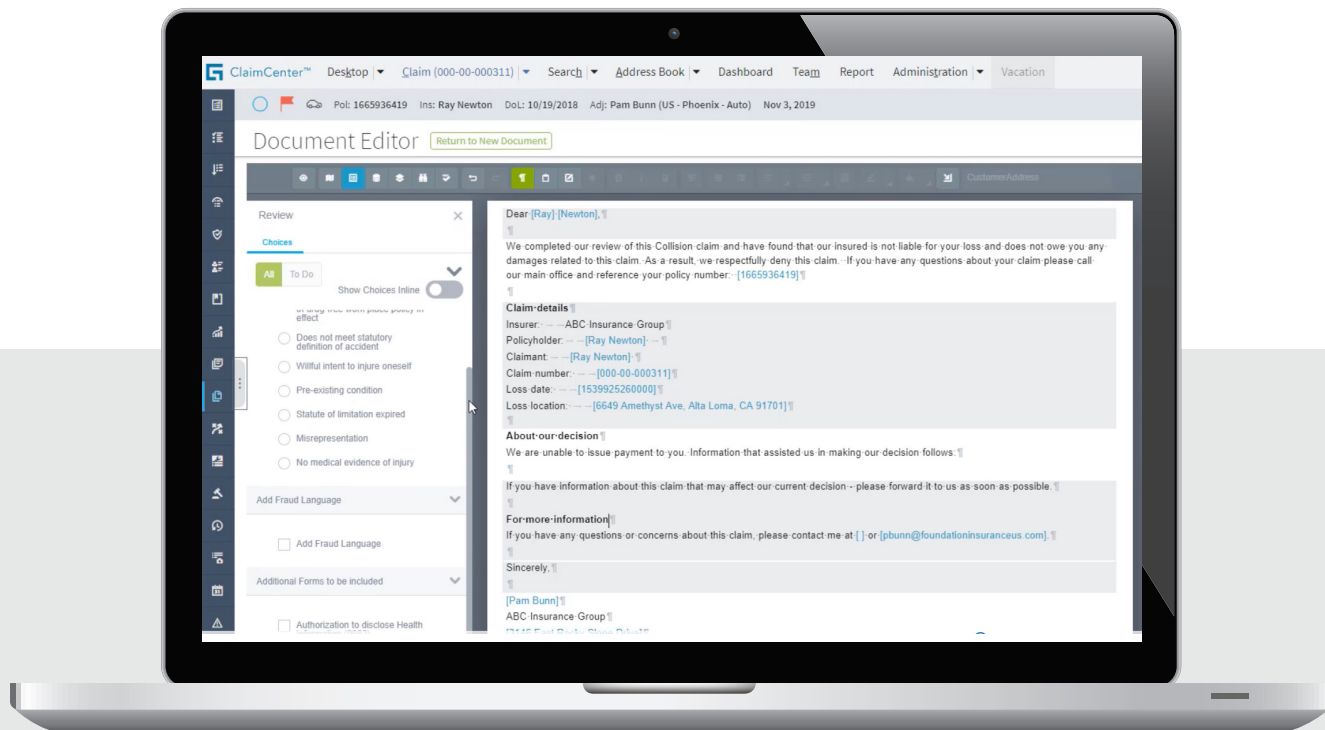 ClaimCenter™ Desktop Claim (000-00-000311) Search Address Book Dashboard Team Report Administration Vacation
Pol: 1665936419 Ins: Ray Newton DoL: 10/19/2018 Adj: Pam Bunn (US - Phoenix - Auto) Nov 3, 2019
Document Editor Return to New Document
CustomerAddress
Review
Choices
All To Do
Show Choices Inline
of drug free work place policy in
effect
Does not meet statutory
definition of accident
Willful intent to injure oneself
Pre-existing condition
Statute of limitation expired
Misrepresentation
No medical evidence of injury
Add Fraud Language
Add Fraud Language
Additional Forms to be included
Authorization to disclose Health
Dear [Ray] [Newton],
We completed our review of this Collision claim and have found that our insured is not liable for your loss and does not owe you any
damages related to this claim. As a result, we respectfully deny this claim. If you have any questions about your claim please call
our main office and reference your policy number: [1665936419]
Claim details
Insurer: ABC Insurance Group
Policyholder: [Ray Newton]
Claimant: [Ray Newton]
Claim number: [000-00-000311]
Loss date: [1539925260000]
Loss location: [6649 Amethyst Ave, Alta Loma, CA 91701]
About our decision
We are unable to issue payment to you. Information that assisted us in making our decision follows:
If you have information about this claim that may affect our current decision - please forward it to us as soon as possible.
For more information
If you have any questions or concerns about this claim, please contact me at [ ] or [pbunn@foundationinsuranceus.com].
Sincerely,
[Pam Bunn]
ABC Insurance Group